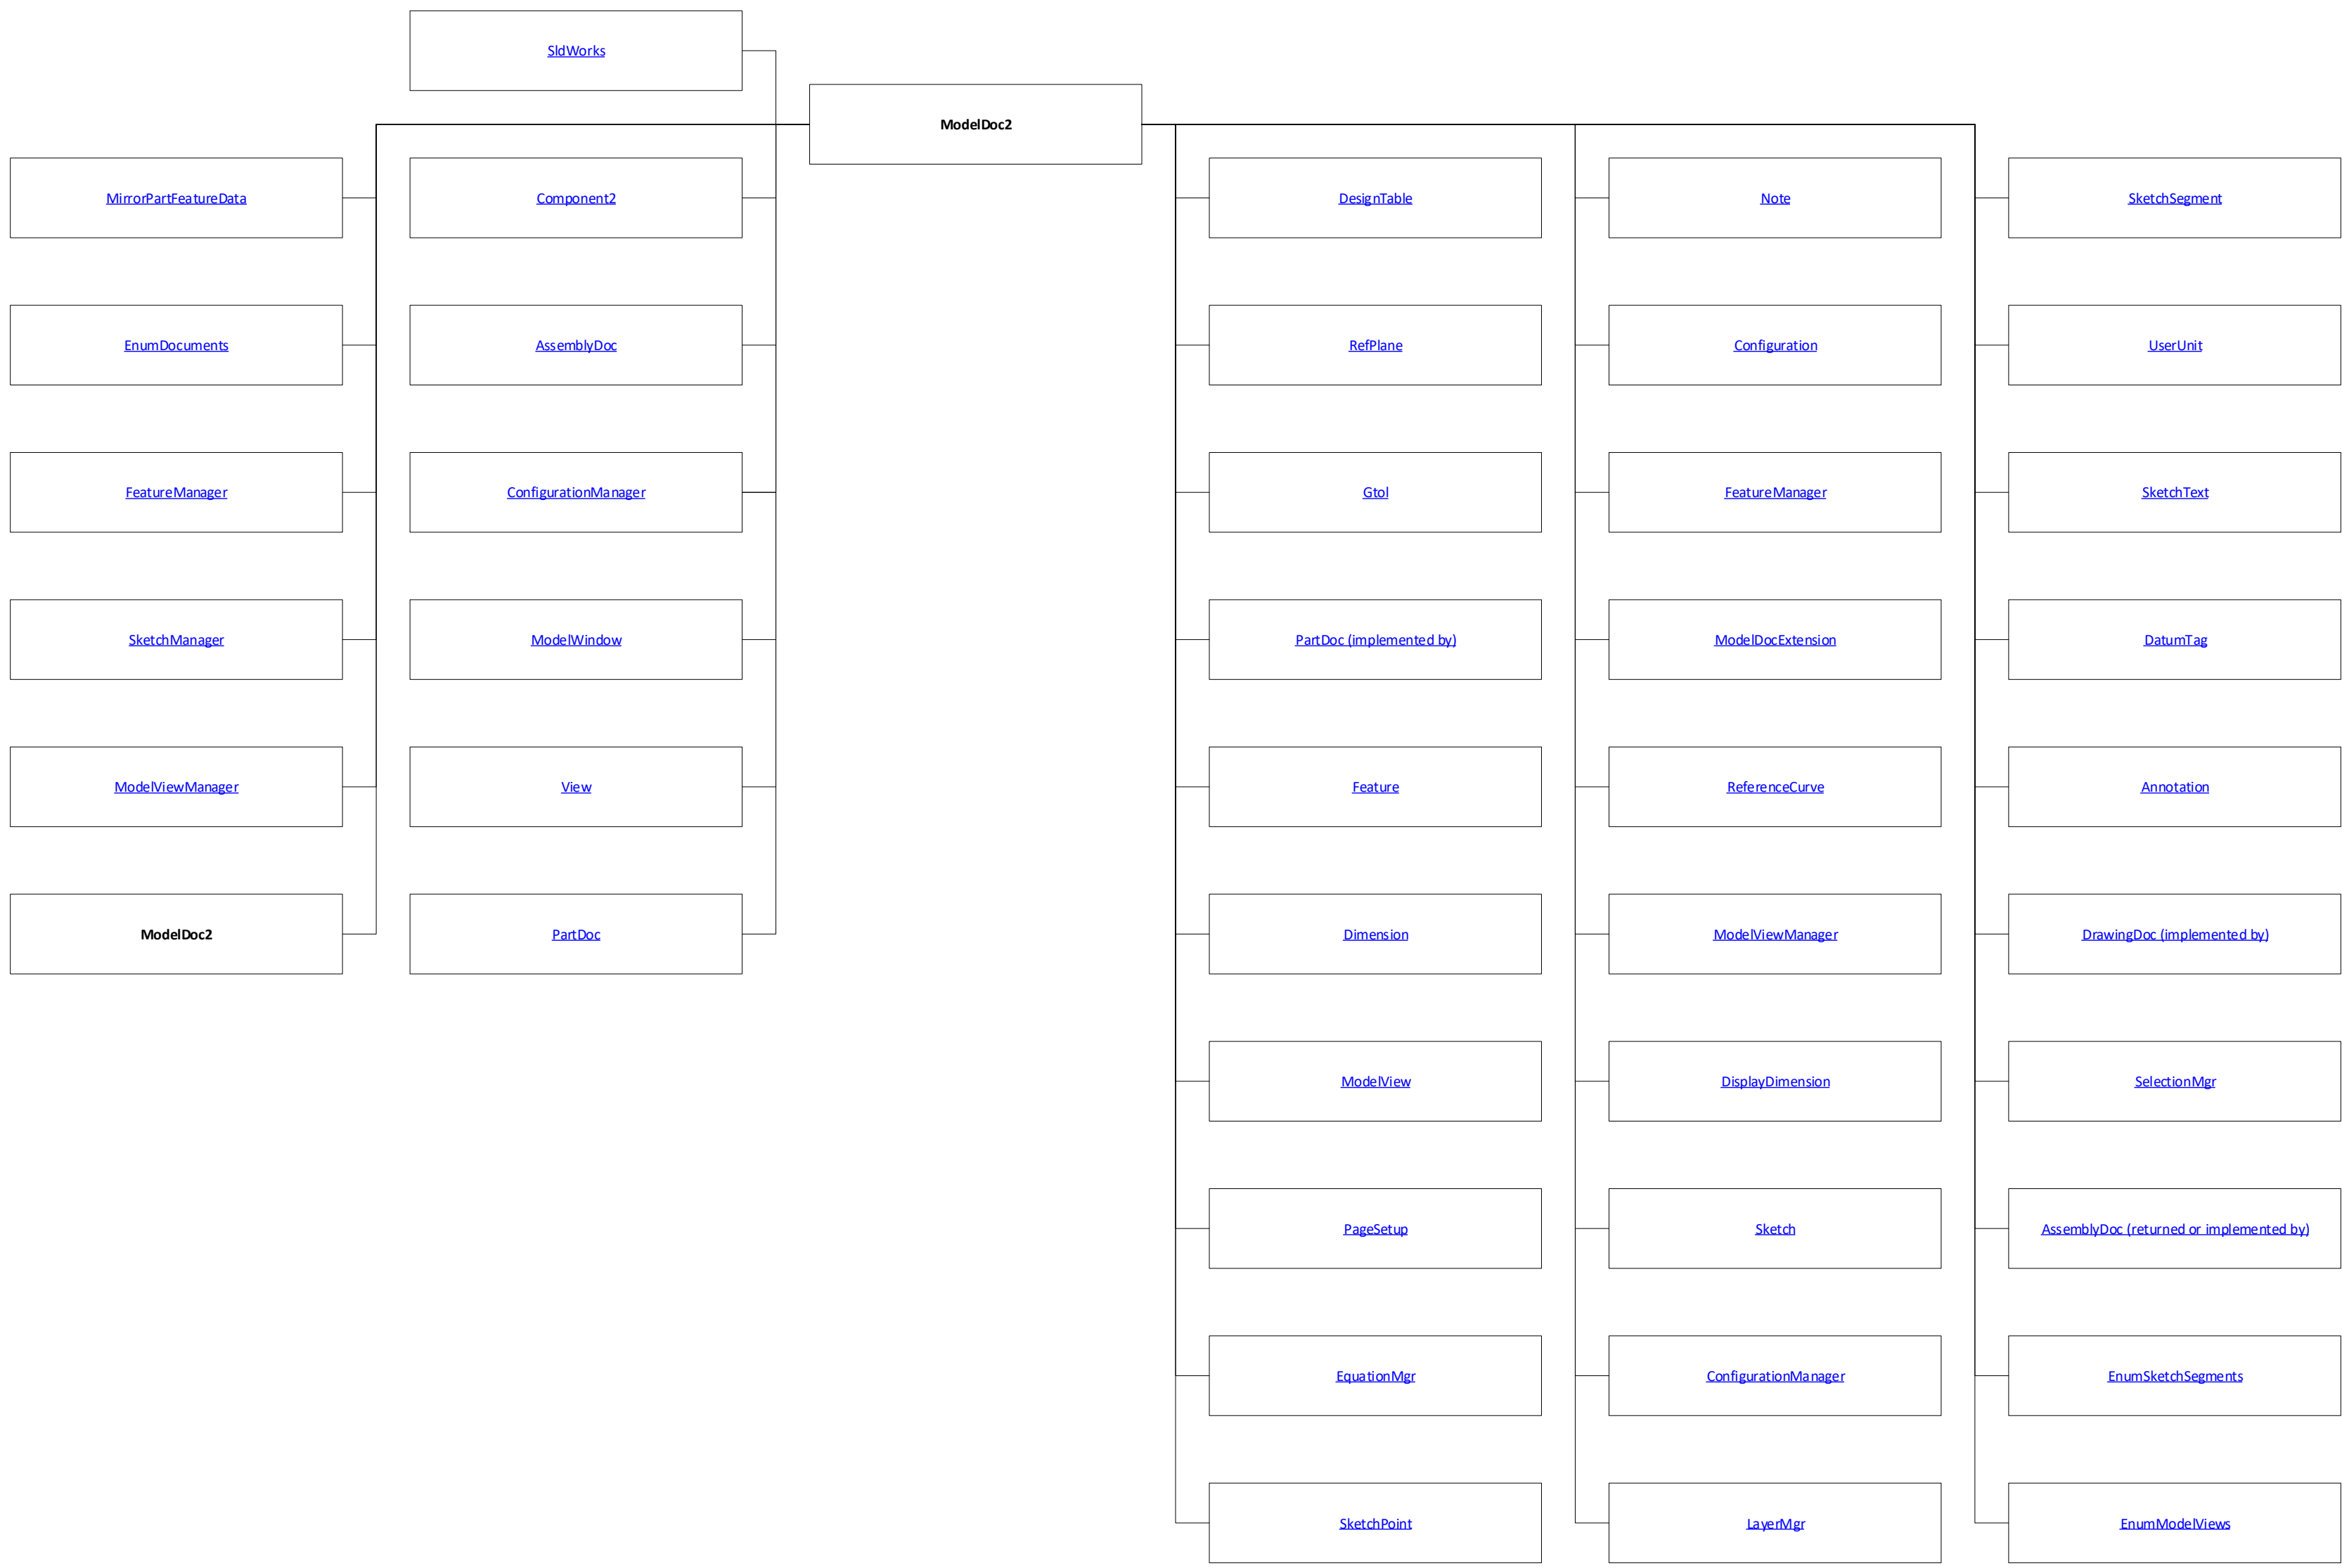 SldWorks
ModelDoc2
MirrorPartFeatureData
Component2
DesignTable
Note
SketchSegment
EnumDocuments
AssemblyDoc
RefPlane
Configuration
UserUnit
FeatureManager
ConfigurationManager
Gtol
FeatureManager
SketchText
SketchManager
ModelWindow
PartDoc (implemented by)
ModelDocExtension
DatumTag
ModelViewManager
View
Feature
ReferenceCurve
Annotation
ModelDoc2
PartDoc
Dimension
ModelViewManager
DrawingDoc (implemented by)
ModelView
DisplayDimension
SelectionMgr
PageSetup
Sketch
AssemblyDoc (returned or implemented by)
EquationMgr
ConfigurationManager
EnumSketchSegments
SketchPoint
LayerMgr
EnumModelViews